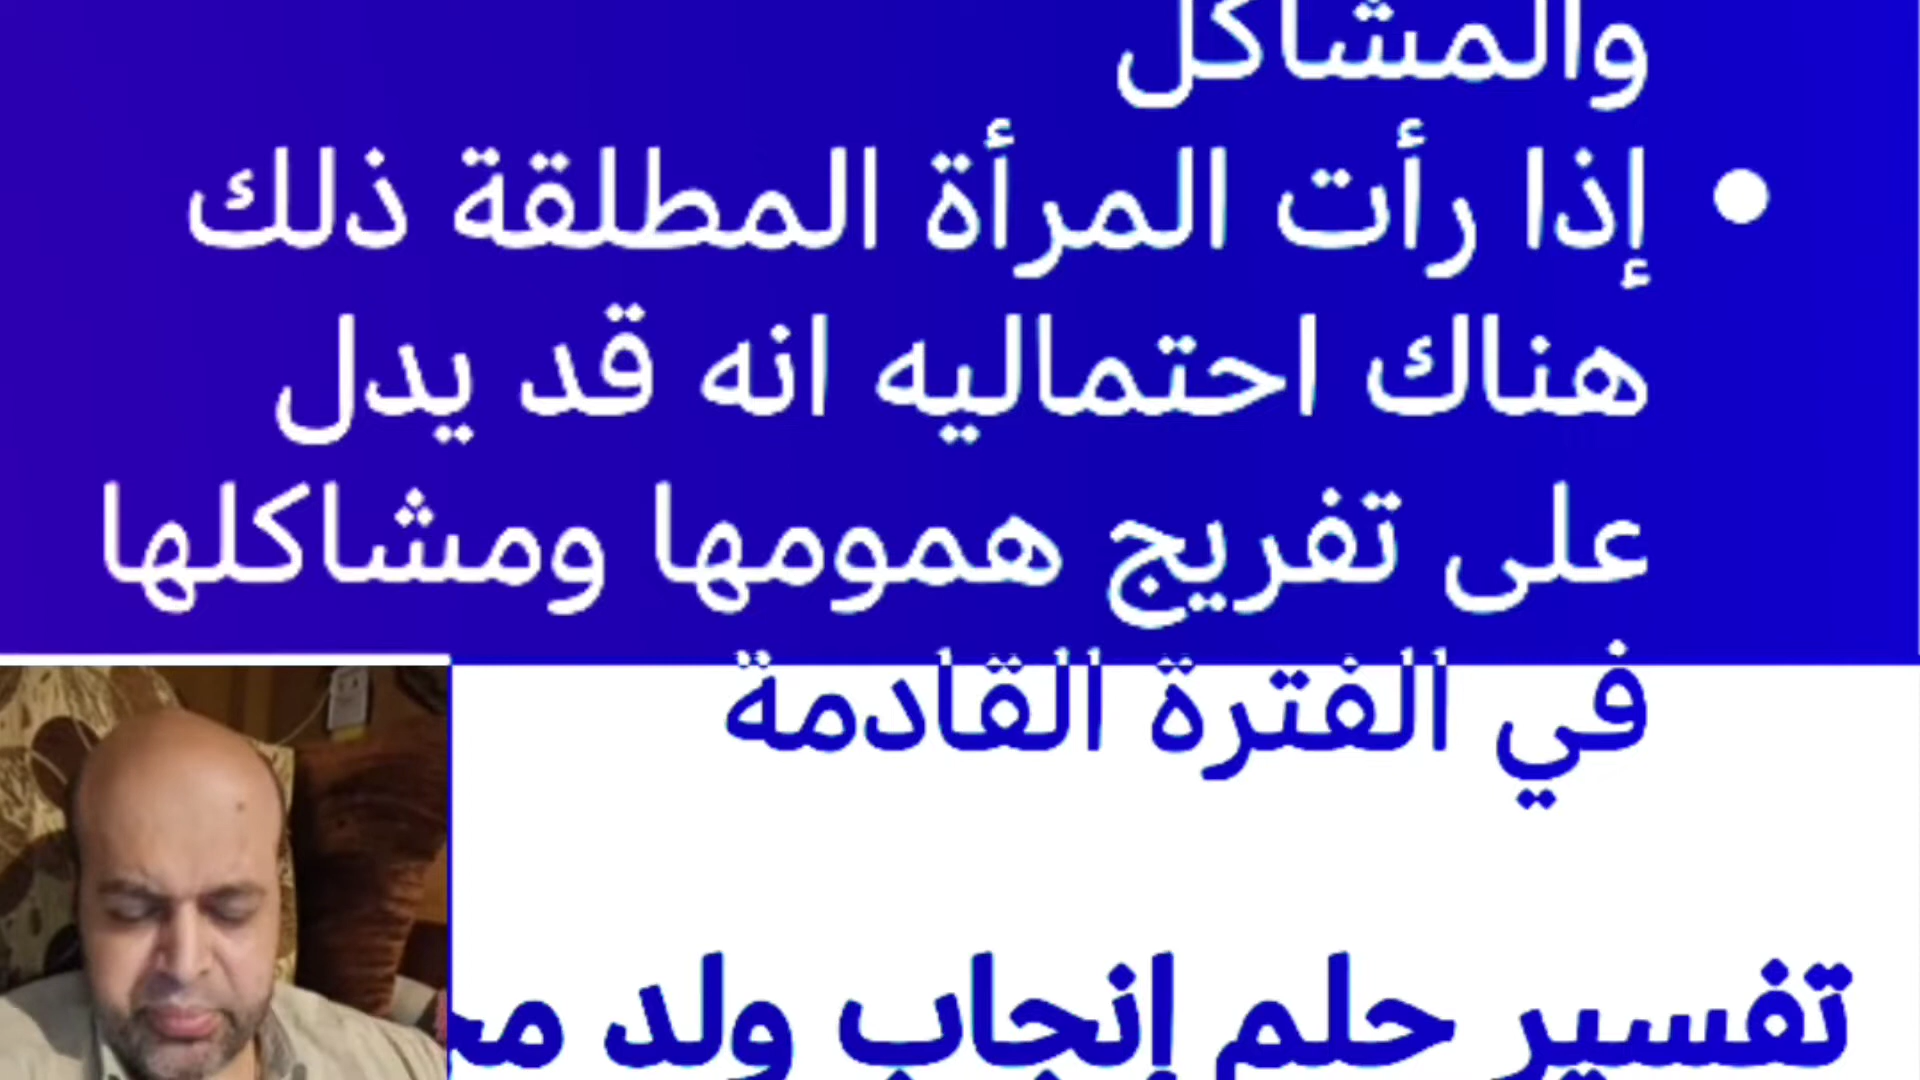 والمشاكل
• إذا رأت المرأة المطلقة ذلك
هناك احتماليه انه قد يدل
على تفريج همومها ومشاكلها
في الفترة القادمة
تفسير حلم إنجاب ولد